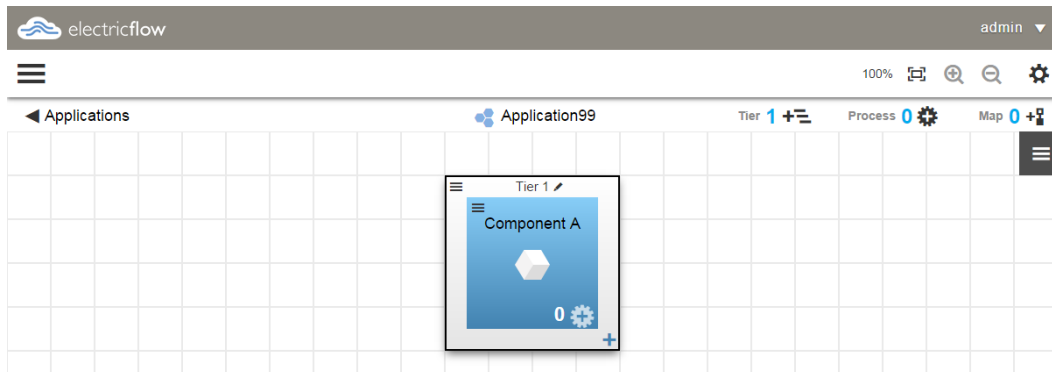 electricflow
admin
100%
Applications
Application99
Tier 1
Process 0
Map 0
Tier 1
Component A
0